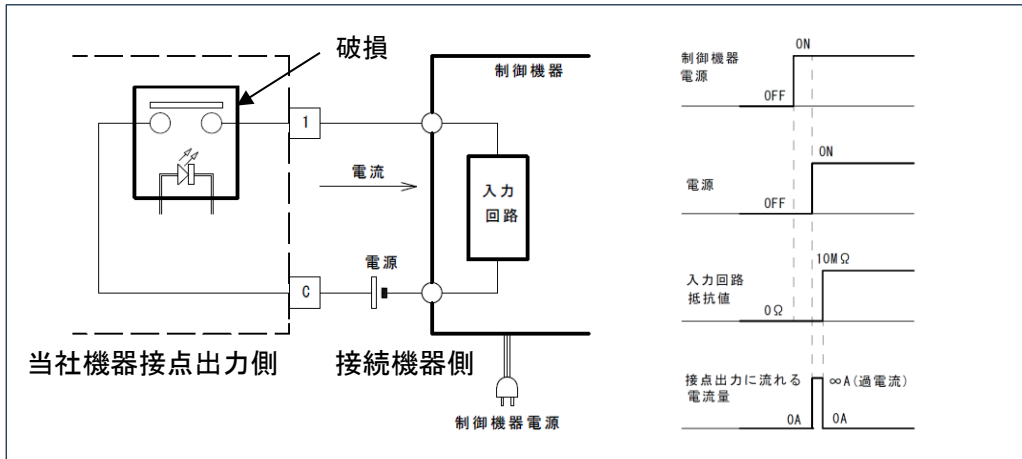 破損
制御機器
1
電流
入力
回路
電源
C
当社機器接点出力側
接続機器側
制御機器電源
ON
制御機器
電源
OFF
ON
電源
OFF
10MΩ
入力回路
抵抗値
0Ω
接点出力に流れる
電流量
∞A(過電流)
0A
0A